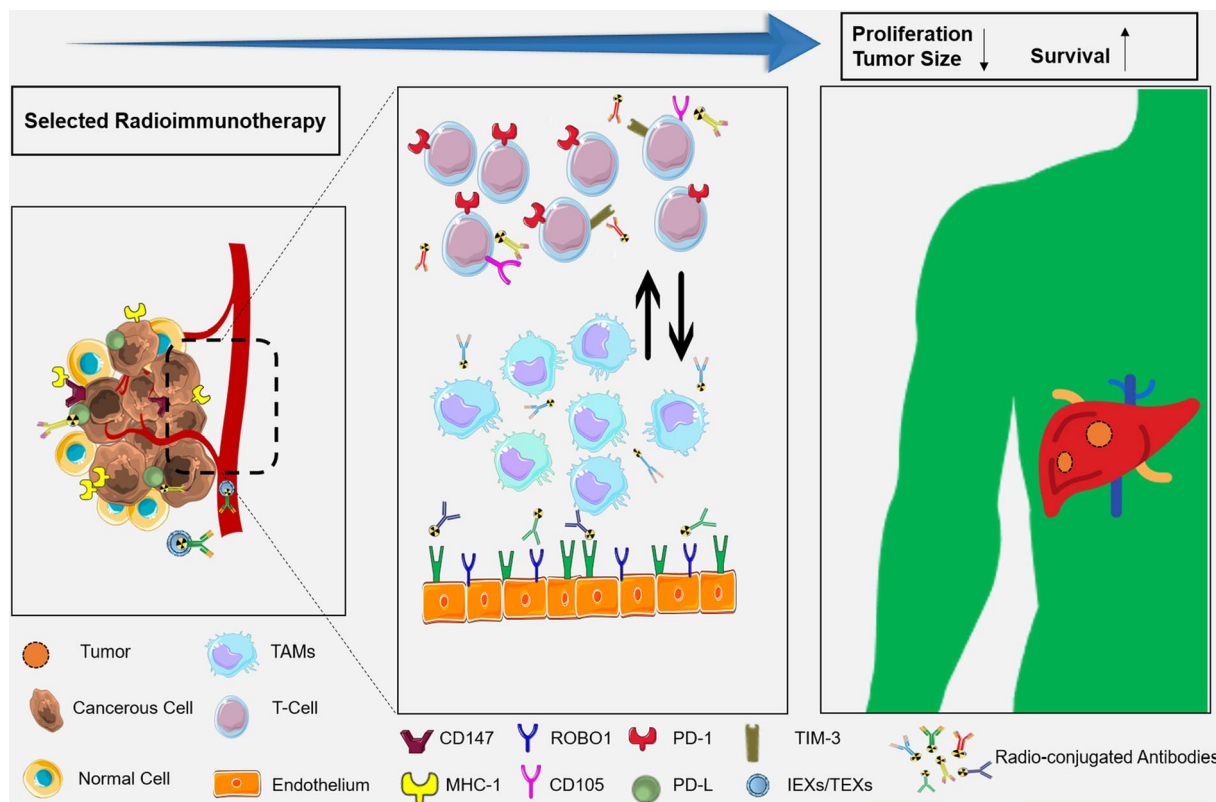 Proliferation
Tumor Size
Survival
Selected Radioimmunotherapy
Tumor
TAMs
Cancerous Cell
T-Cell
CD147
ROBO1
PD-1
TIM-3
Radio-conjugated Antibodies
Normal Cell
Endothelium
MHC-1
CD105
PD-L
IEXs/TEXs